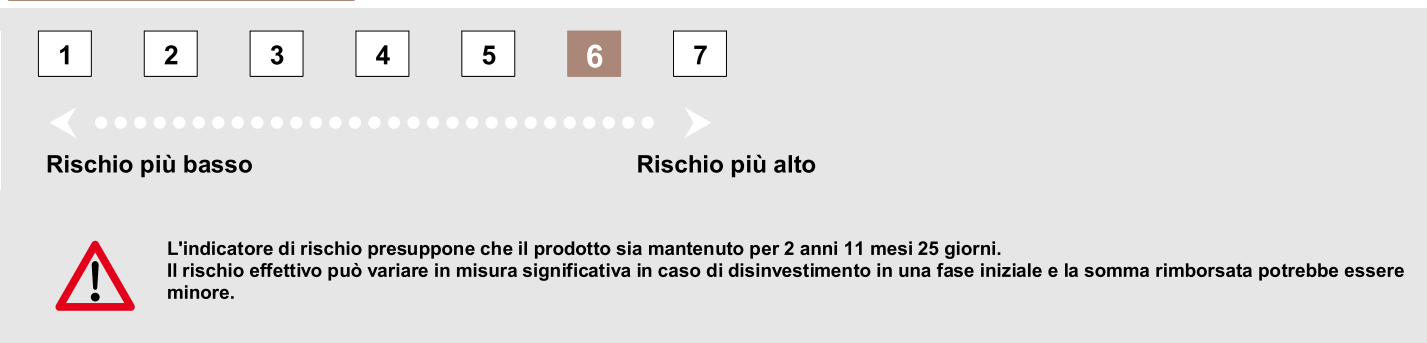 1 2 3 4 5 6 7
Rischio più basso Rischio più alto
L'indicatore di rischio presuppone che il prodotto sia mantenuto per 2 anni 11 mesi 25 giorni.
Il rischio effettivo può variare in misura significativa in caso di disinvestimento in una fase iniziale e la somma rimborsata potrebbe essere
minore.